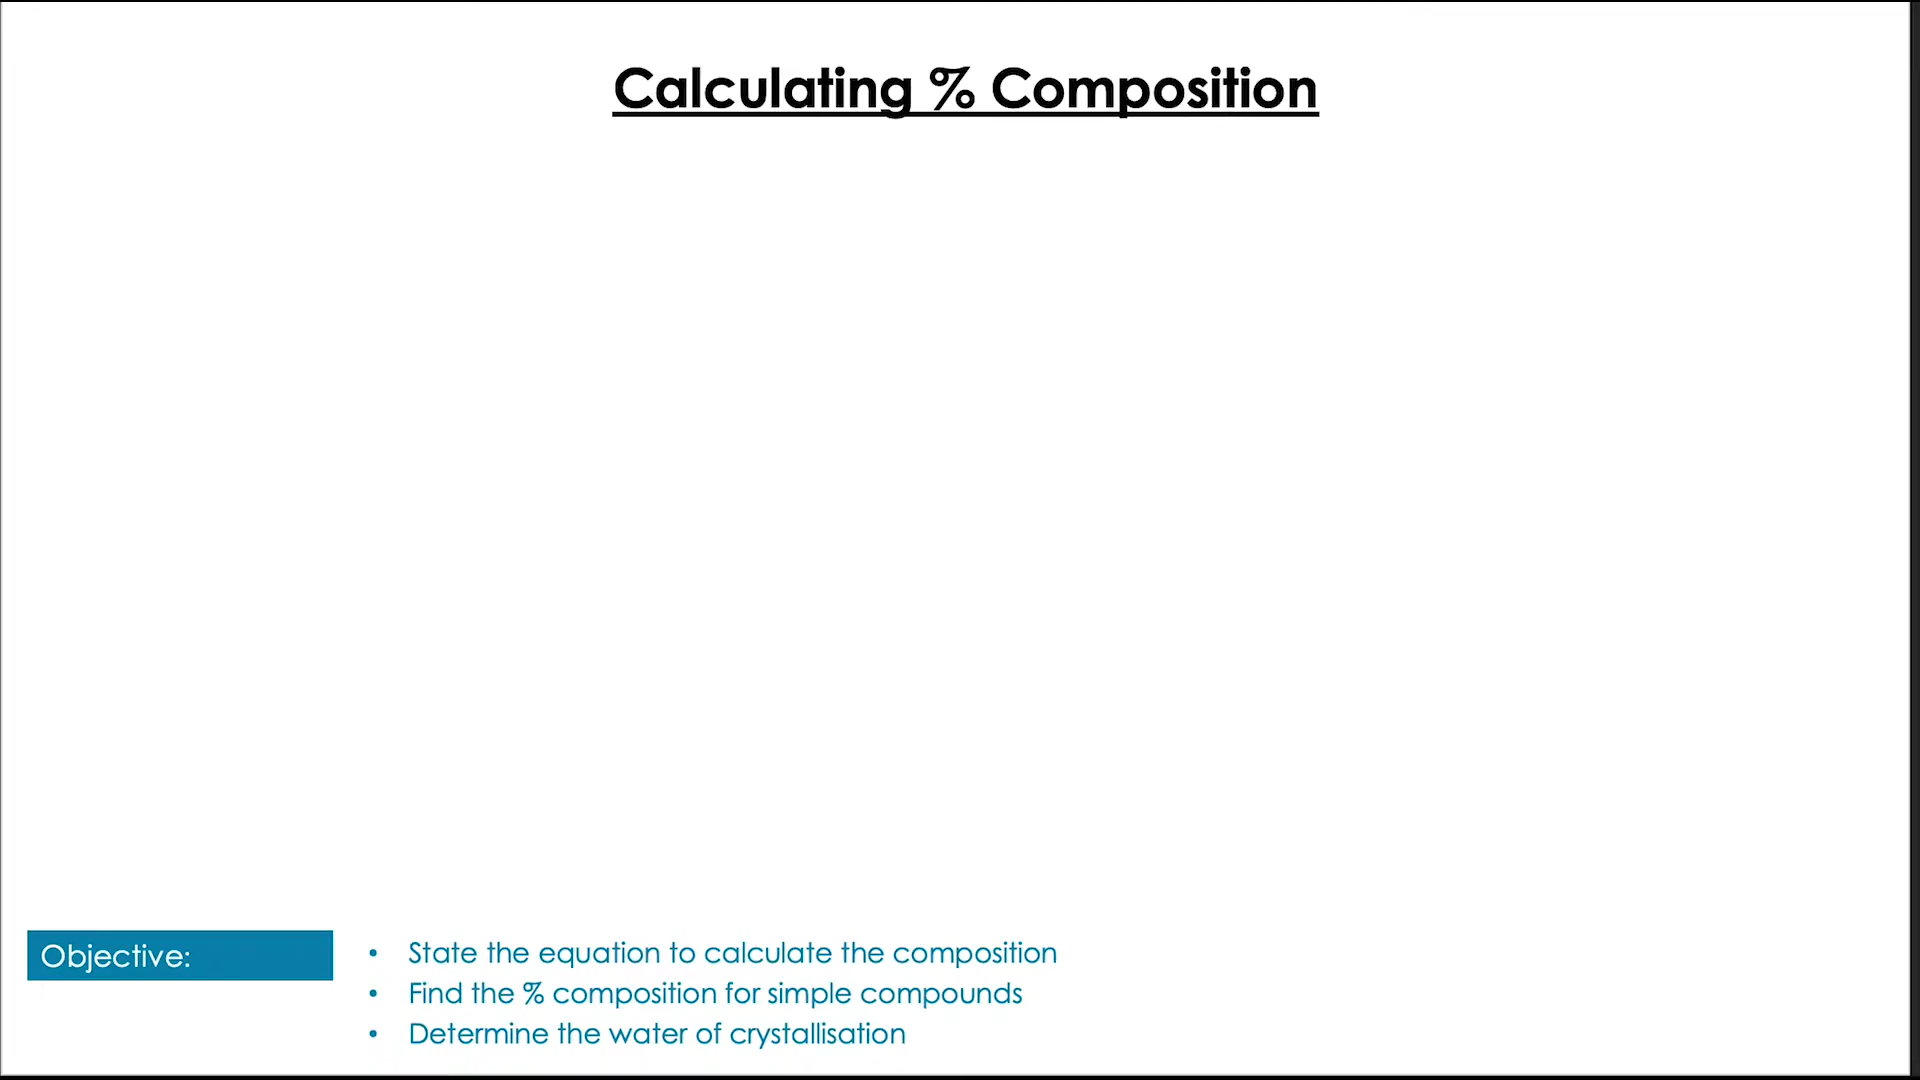 Calculating % Composition
Objective:
• State the equation to calculate the composition
• Find the % composition for simple compounds
• Determine the water of crystallisation